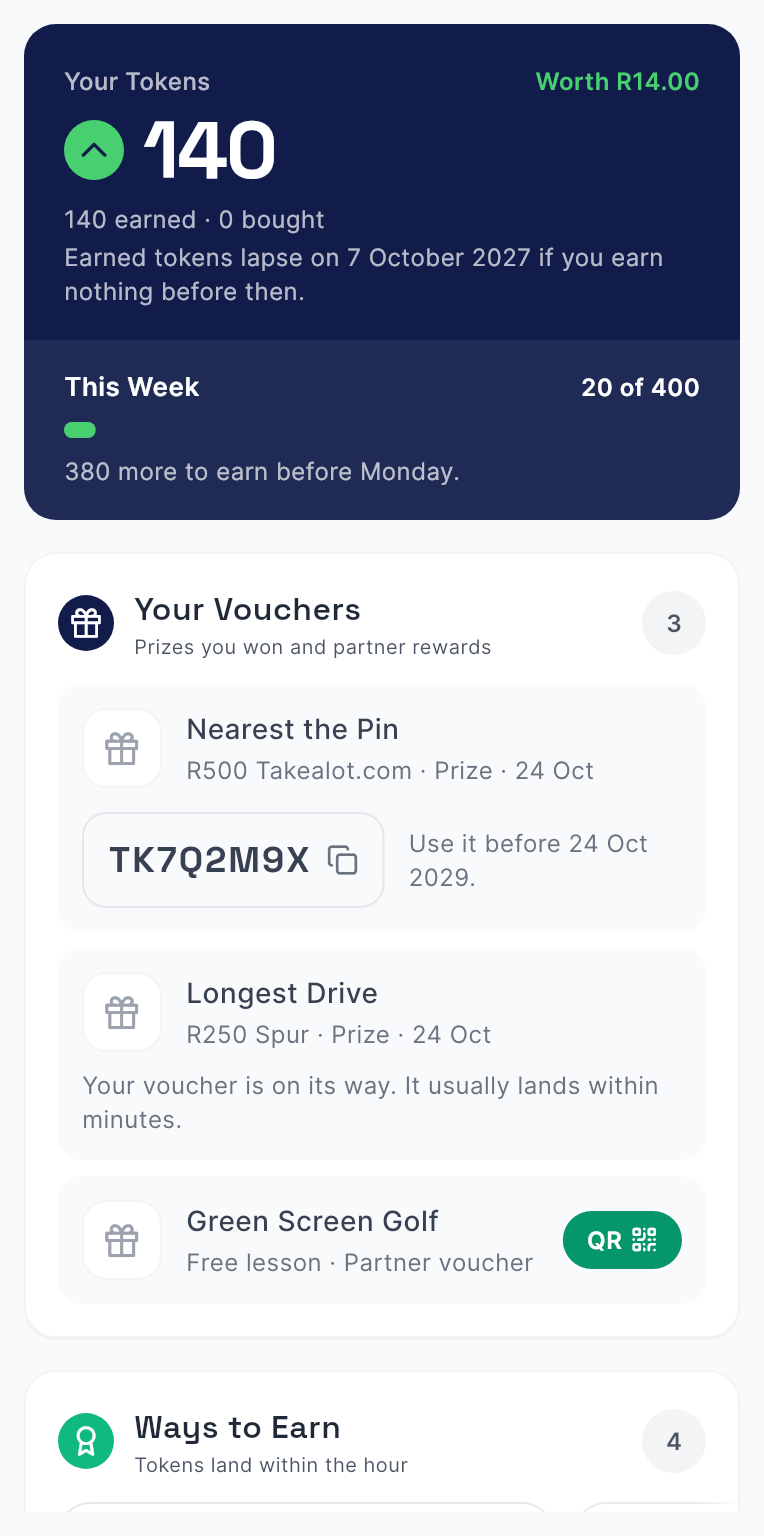 Your Tokens
Worth R14.00
140
140 earned · 0 bought
Earned tokens lapse on 7 October 2027 if you earn
nothing before then.
This Week
20 of 400
380 more to earn before Monday.
Your Vouchers
3
Prizes you won and partner rewards
Nearest the Pin
R500 Takealot.com · Prize · 24 Oct
TK7Q2M9X
Use it before 24 Oct
2029.
Longest Drive
R250 Spur · Prize · 24 Oct
Your voucher is on its way. It usually lands within
minutes.
Green Screen Golf
Free lesson · Partner voucher
QR
Ways to Earn
4
Tokens land within the hour